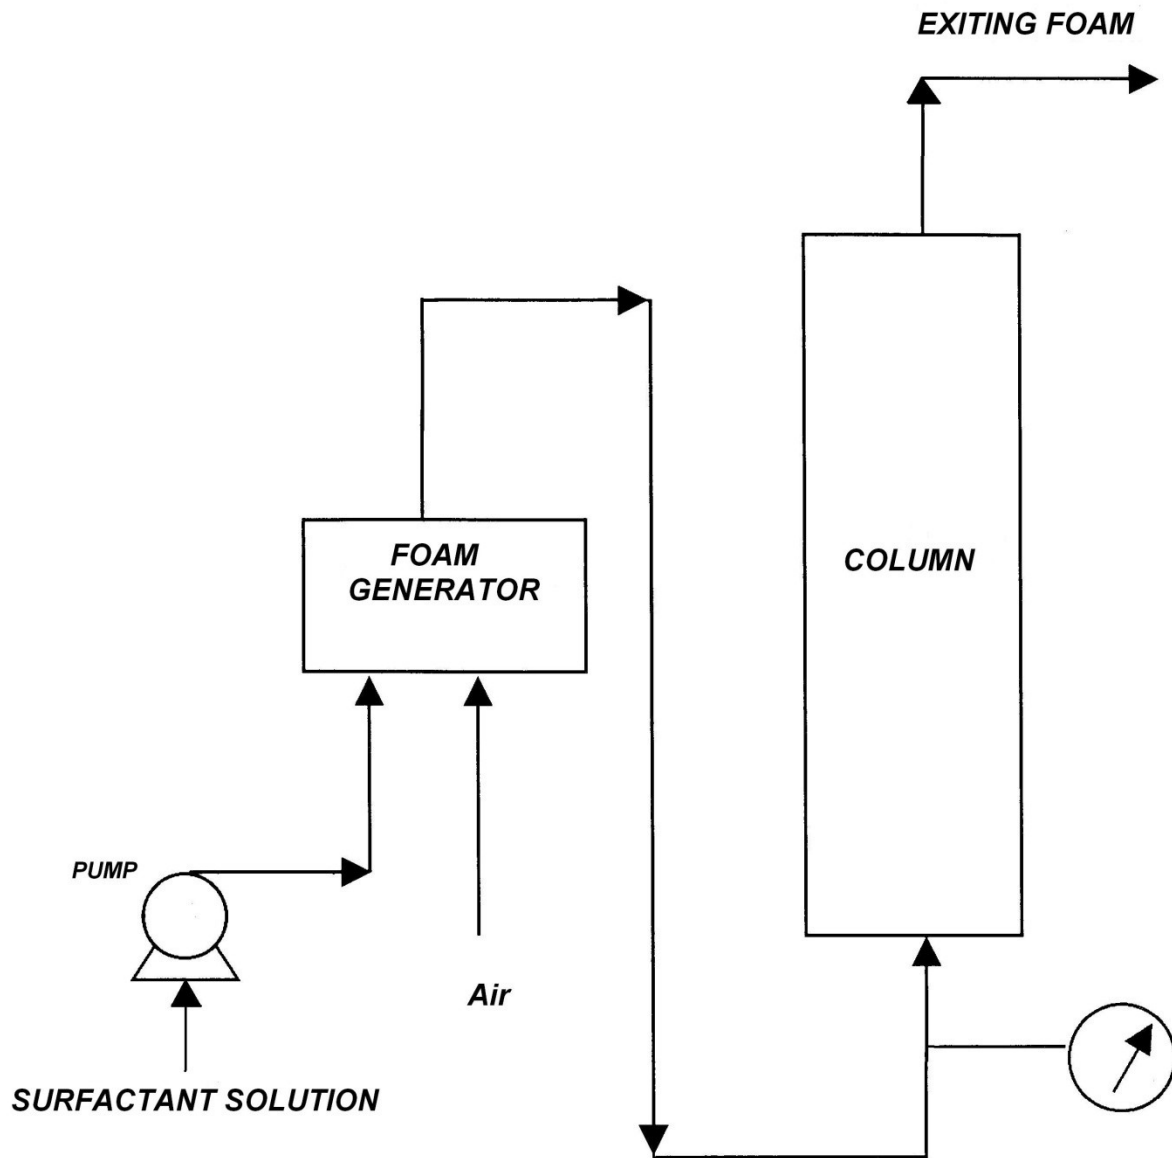 EXITING FOAM
FOAM
GENERATOR
COLUMN
PUMP
Air
SURFACTANT SOLUTION